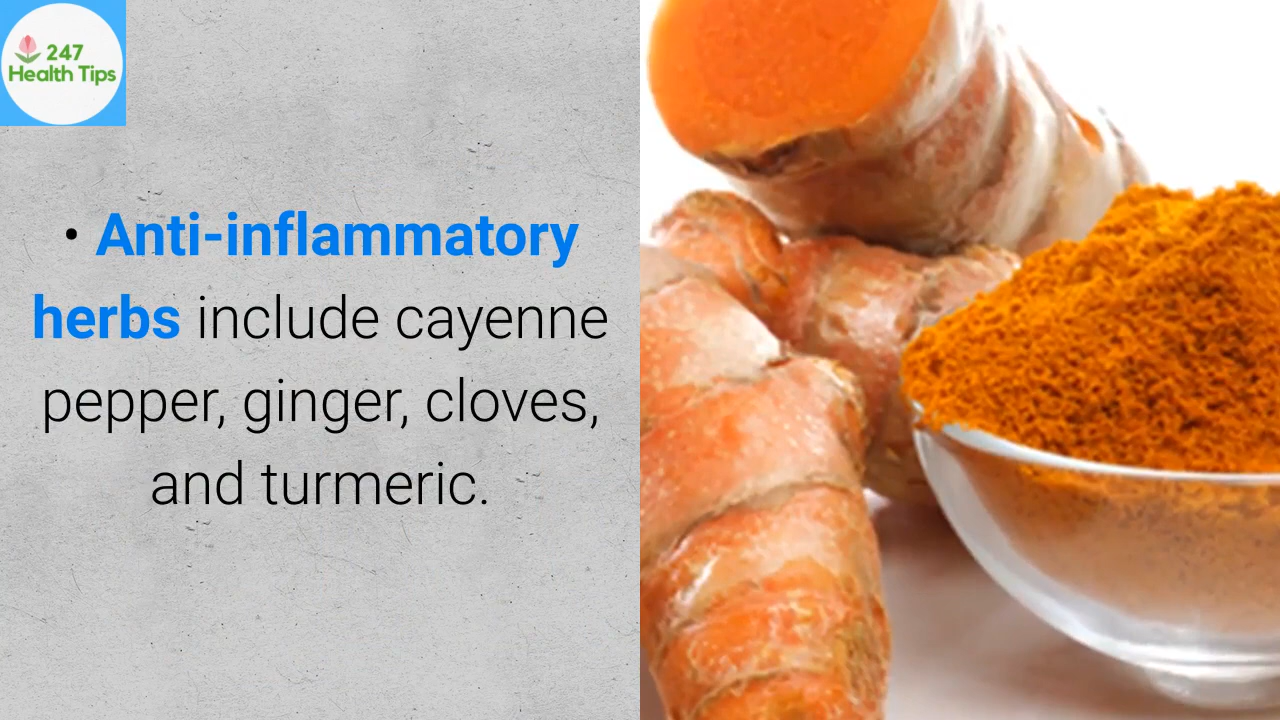 247
Health Tips
• Anti-inflammatory
herbs include cayenne
pepper, ginger, cloves,
and turmeric.